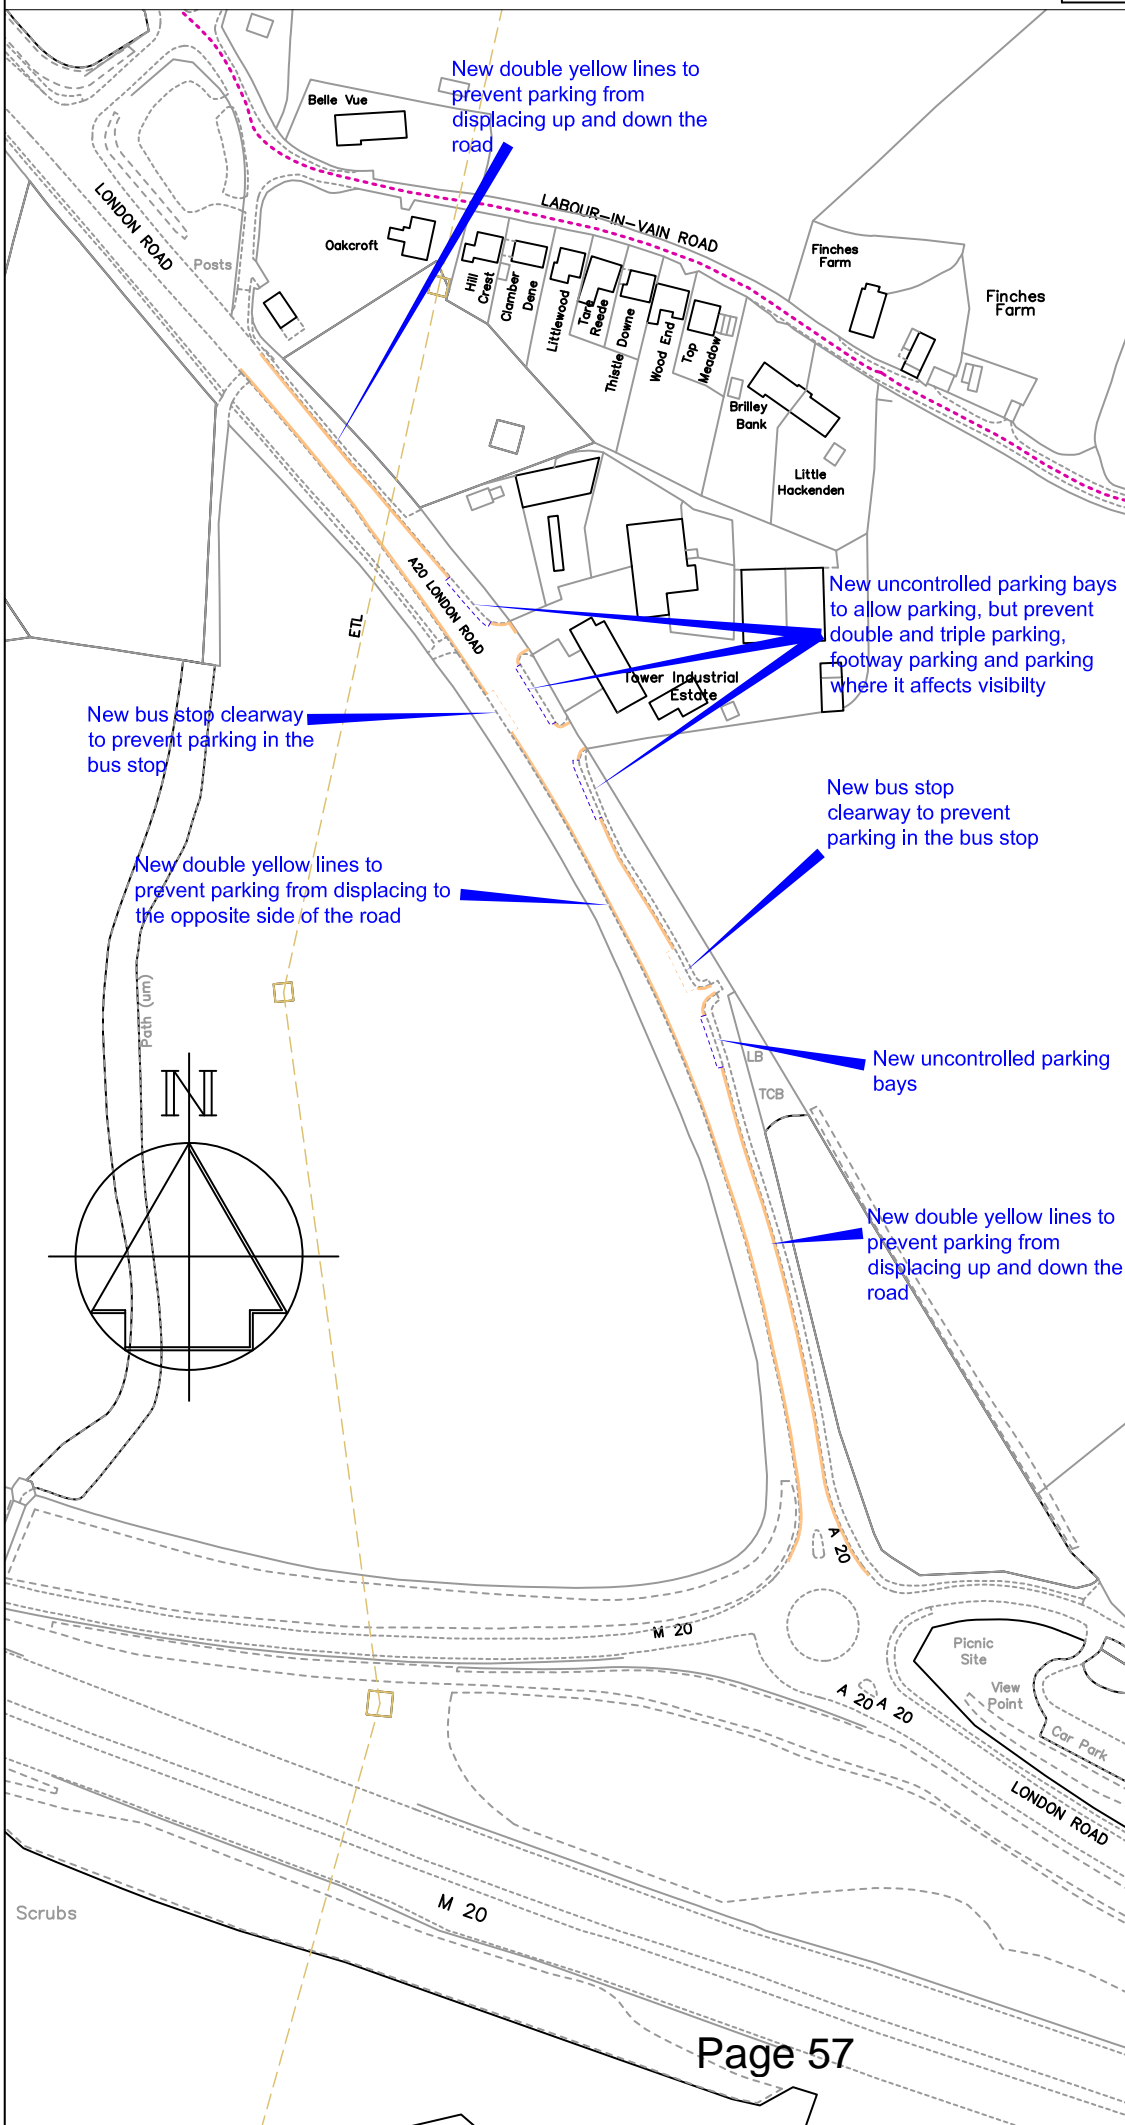 New double yellow lines to
prevent parking from
displacing up and down the
road
Belle Vue
LONDON ROAD
LABOUR-IN-VAIN ROAD
Oakcroft
Posts
Hill
Crest
Clamber
Dene
Littlewood
Tare
Reede
Thistle Downe
Wood End
Top
Meadow
Finches
Farm
Finches
Farm
Brilley
Bank
Little
Hackenden
A20 LONDON ROAD
ETL
New uncontrolled parking bays
to allow parking, but prevent
double and triple parking,
footway parking and parking
where it affects visibilty
Tower Industrial
Estate
New bus stop clearway
to prevent parking in the
bus stop
New bus stop
clearway to prevent
parking in the bus stop
New double yellow lines to
prevent parking from displacing to
the opposite side of the road
Path (um)
N
LB
TCB
New uncontrolled parking
bays
New double yellow lines to
prevent parking from
displacing up and down the
road
A 20
M 20
Picnic
Site
View
Point
Car Park
A 20
A 20
LONDON ROAD
M 20
Scrubs
Page 57